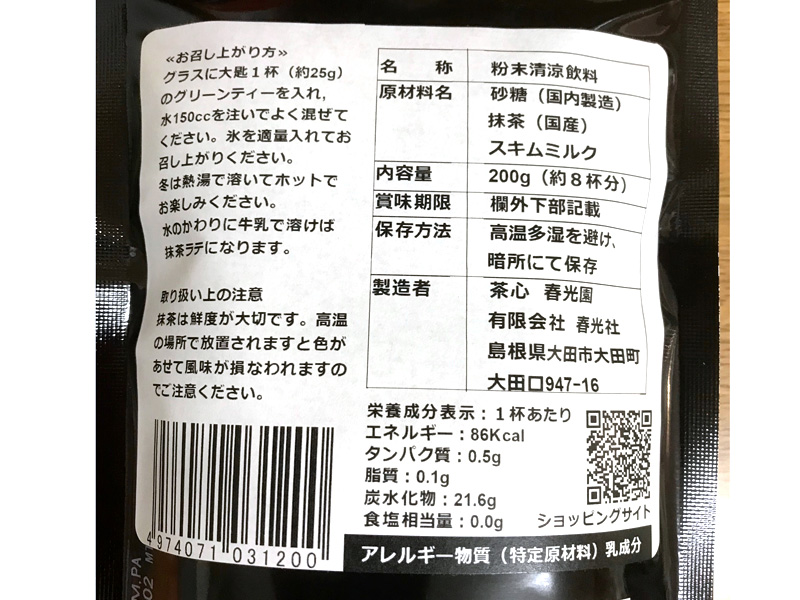 ≪お召し上がり方≫
グラスに大匙１杯（約25g）
のグリーンティーを入れ,
水150ccを注いでよく混ぜて
ください。氷を適量入れてお
召し上がりください。
冬は熱湯で溶いてホットで
お楽しみください。
水のかわりに牛乳で溶けば
抹茶ラテになります。
取り扱い上の注意
抹茶は鮮度が大切です。高温
の場所で放置されますと色が
あせて風味が損なわれますの
でご注意ください。
4 974071 031200
名　称 粉末清涼飲料
原材料名 砂糖（国内製造）
抹茶（国産）
スキムミルク
内容量 200g（約８杯分）
賞味期限 欄外下部記載
保存方法 高温多湿を避け、
暗所にて保存
製造者 茶心 春光園
有限会社 春光社
島根県大田市大田町
大田口947-16
栄養成分表示：１杯あたり
エネルギー：86Kcal
タンパク質：0.5g
脂質：0.1g
炭水化物：21.6g
食塩相当量：0.0g
ショッピングサイト
アレルギー物質（特定原材料）乳成分